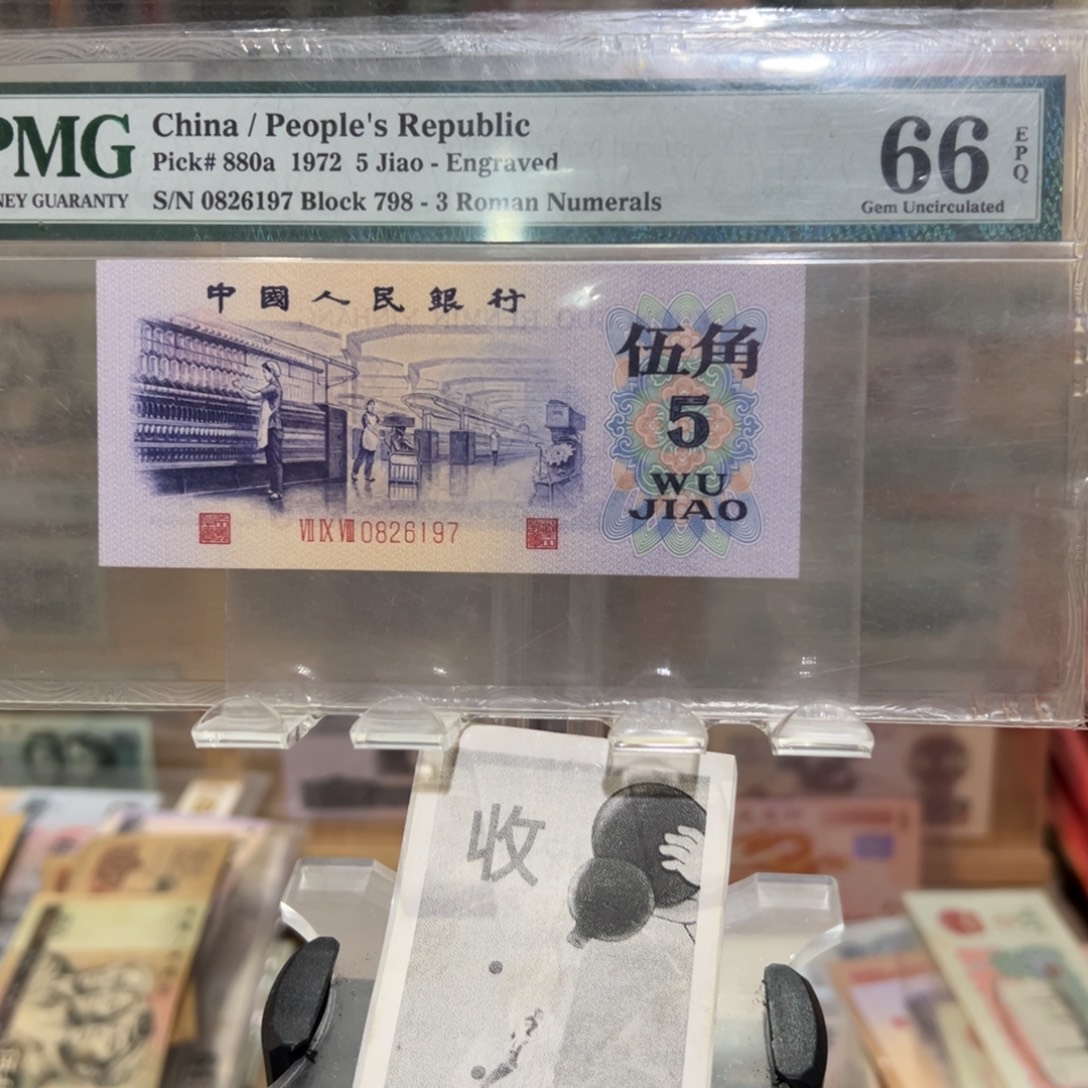 PMG
NEY GUARANTY
China / People's Republic
Pick# 880a 1972 5 Jiao - Engraved
S/N 0826197 Block 798 - 3 Roman Numerals
66
EPQ
Gem Uncirculated
中國人民銀行
伍角
5
WU
JIAO
Ⅶ Ⅸ Ⅷ 0826197
收